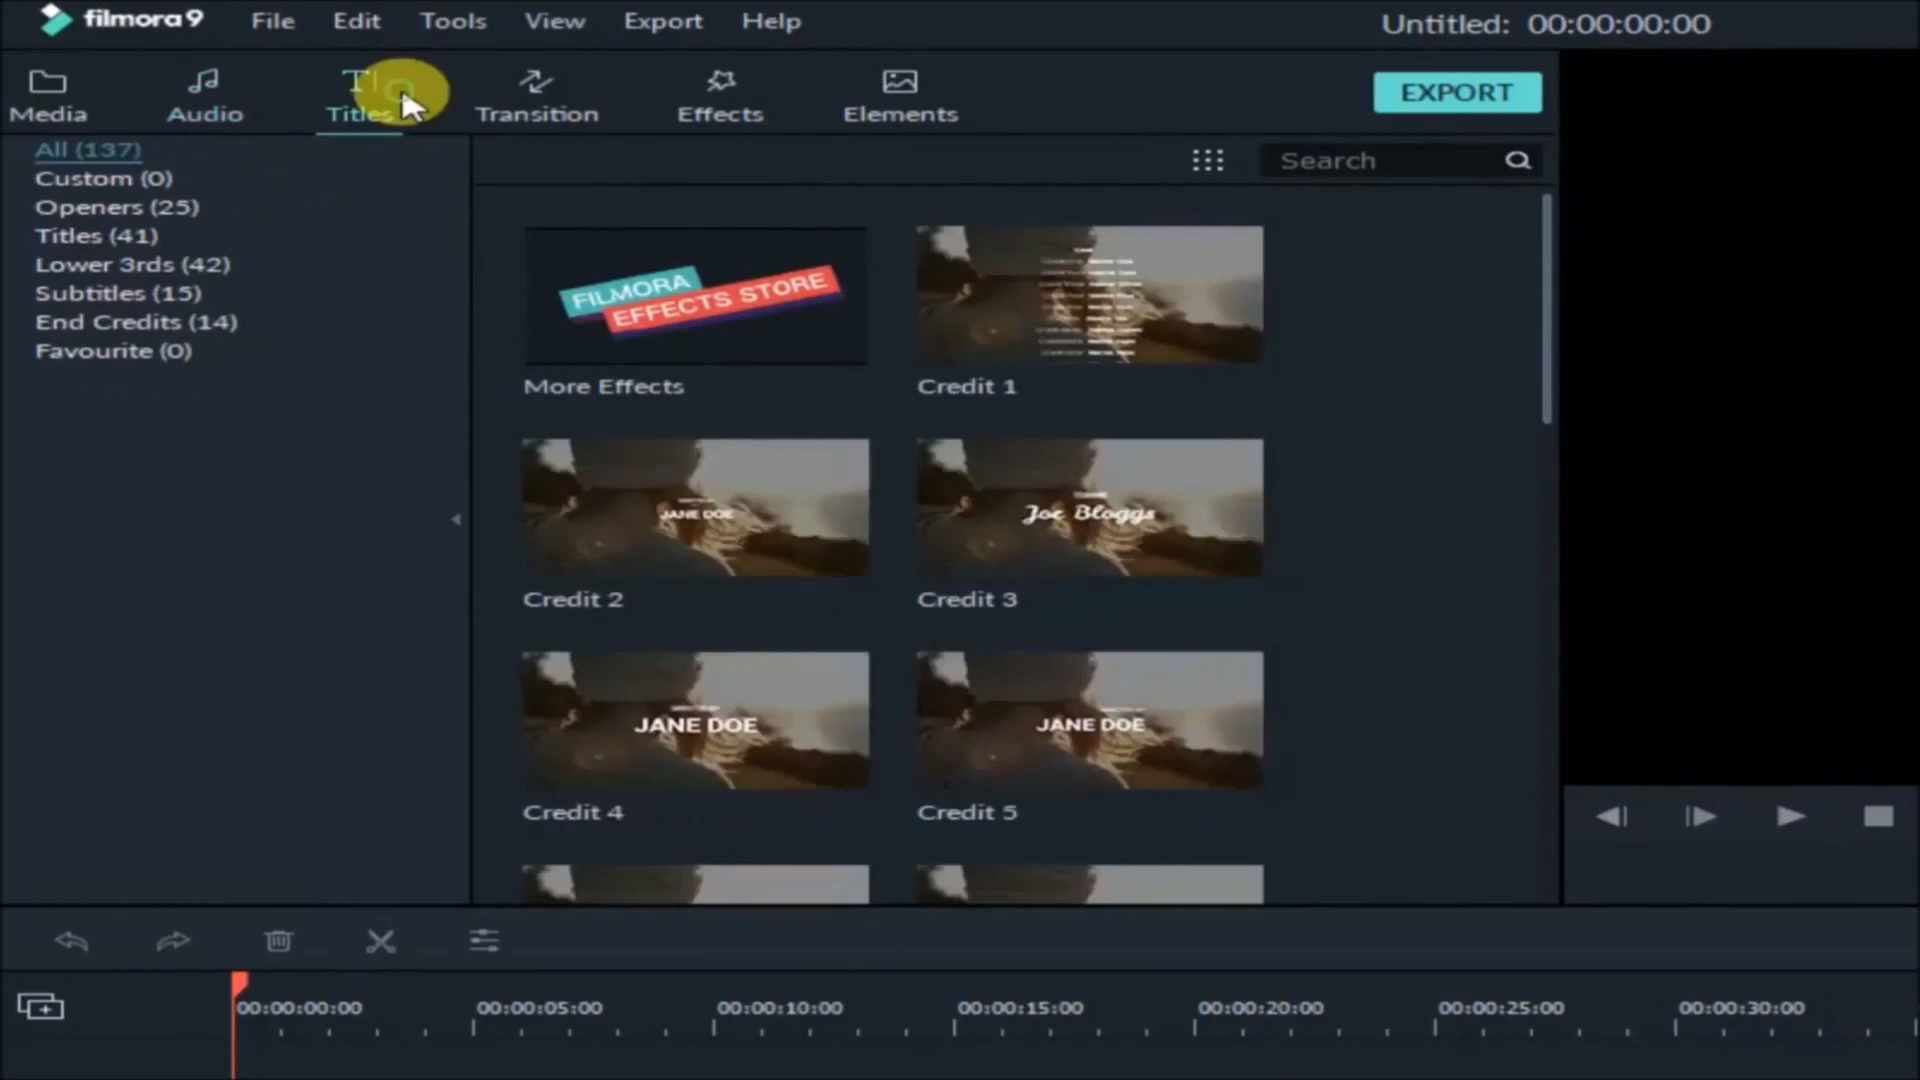 filmora 9 File Edit Tools View Export Help Untitled: 00:00:00:00
Media Audio Titles Transition Effects Elements EXPORT
All (137)
Custom (0)
Openers (25)
Titles (41)
Lower 3rds (42)
Subtitles (15)
End Credits (14)
Favourite (0)
Search
FILMORA
EFFECTS STORE
More Effects Credit 1
JANE DOE
Joe Bloggs
Credit 2 Credit 3
JANE DOE
JANE DOE
Credit 4 Credit 5
00:00:00:00 00:00:05:00 00:00:10:00 00:00:15:00 00:00:20:00 00:00:25:00 00:00:30:00